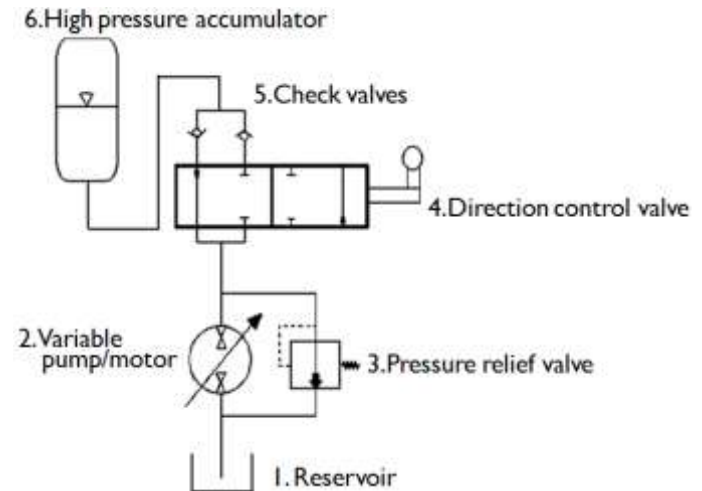 6.High pressure accumulator
5.Check valves
4.Direction control valve
2.Variable
pump/motor
3.Pressure relief valve
1. Reservoir